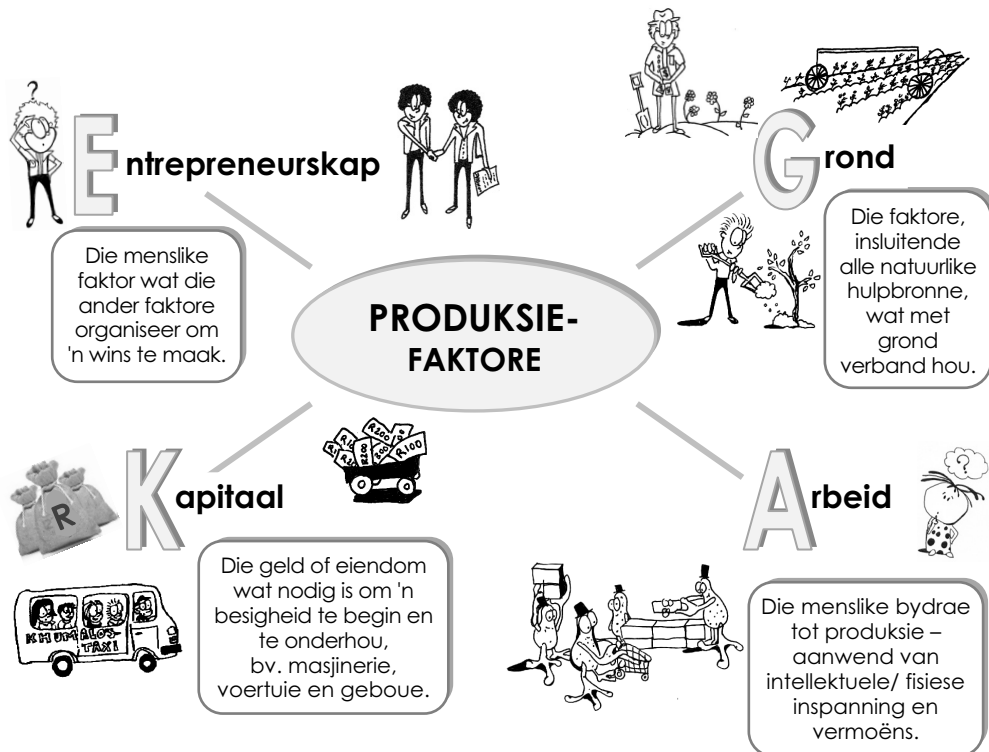 ?
Entrepreneurskap
Die menslike
faktor wat die
ander faktore
organiseer om
'n wins te maak.
Grond
Die faktore,
insluitende
alle natuurlike
hulpbronne,
wat met
grond
verband hou.
PRODUKSIE-
FAKTORE
Kapitaal
R
R200
R100
Die geld of eiendom
wat nodig is om 'n
besigheid te begin en
te onderhou,
bv. masjinerie,
voertuie en geboue.
KHUMALOS
TAXI
Arbeid
?
Die menslike bydrae
tot produksie –
aanwend van
intellektuele/ fisiese
inspanning en
vermoëns.